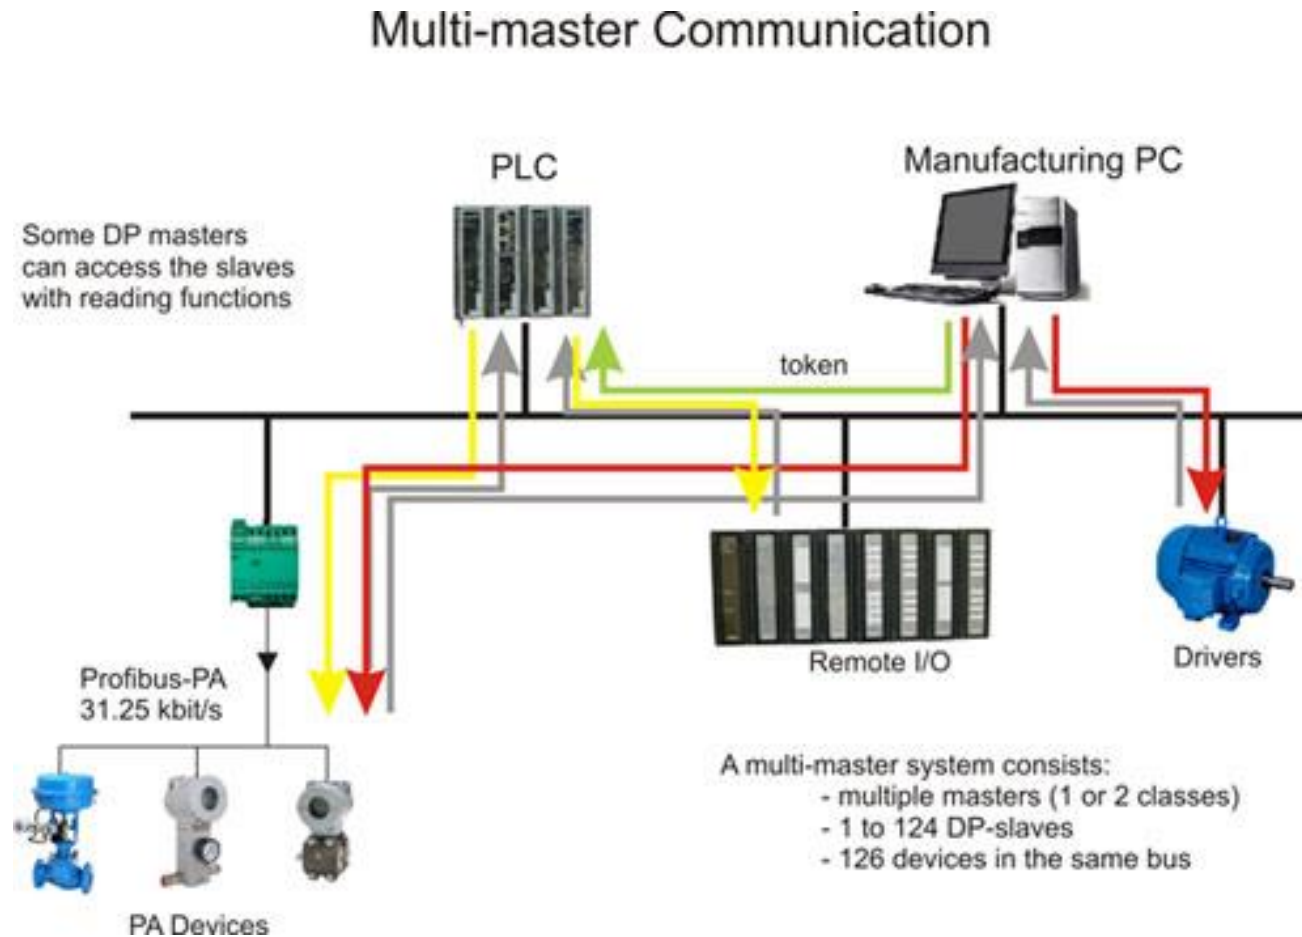 Multi-master Communication
PLC
Manufacturing PC
Some DP masters
can access the slaves
with reading functions
token
Remote I/O
Drivers
Profibus-PA
31.25 kbit/s
A multi-master system consists:
- multiple masters (1 or 2 classes)
- 1 to 124 DP-slaves
- 126 devices in the same bus
PA Devices